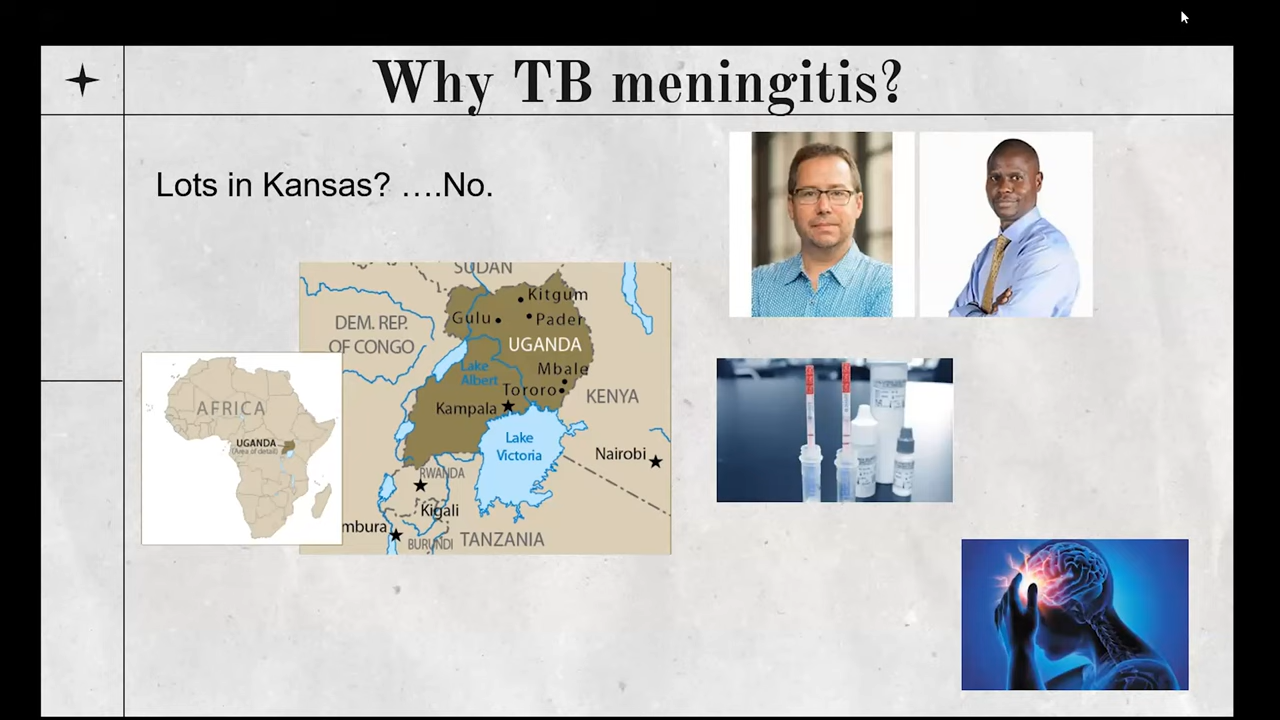 Why TB meningitis?
Lots in Kansas? ….No.
SUDAN
Kitgum
Gulu
Pader
DEM. REP.
OF CONGO
UGANDA
Lake
Albert
Mbale
Tororo
KENYA
Kampala
Lake
Victoria
Nairobi
RWANDA
Kigali
mbura
BURUNDI
TANZANIA
AFRICA
UGANDA
(Area of detail)